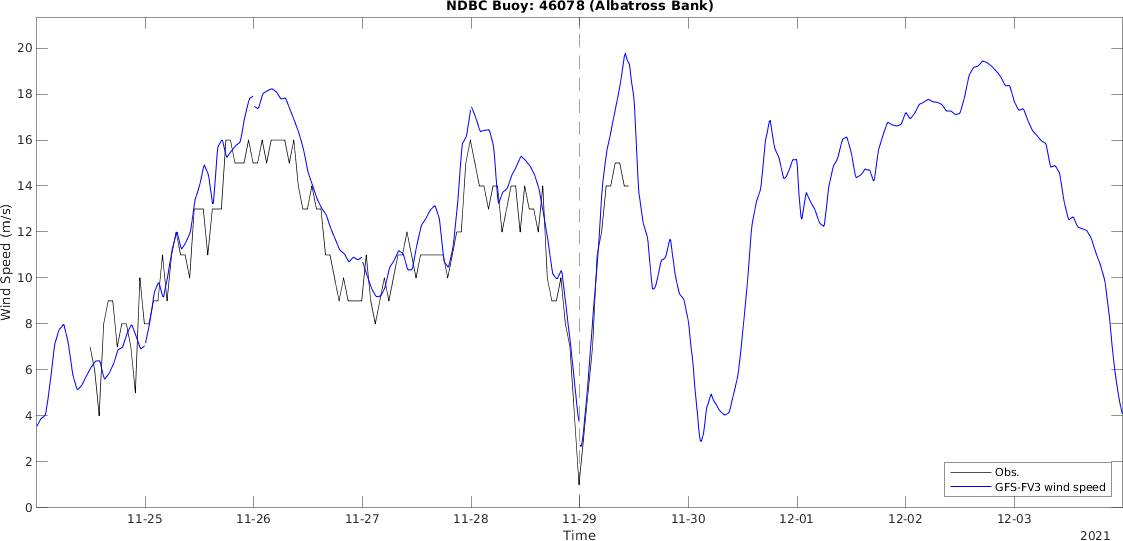 NDBC Buoy: 46078 (Albatross Bank)
Wind Speed (m/s)
20
18
16
14
12
10
8
6
4
2
0
11-25 11-26 11-27 11-28 11-29 11-30 12-01 12-02 12-03
Time
2021
Obs.
GFS-FV3 wind speed